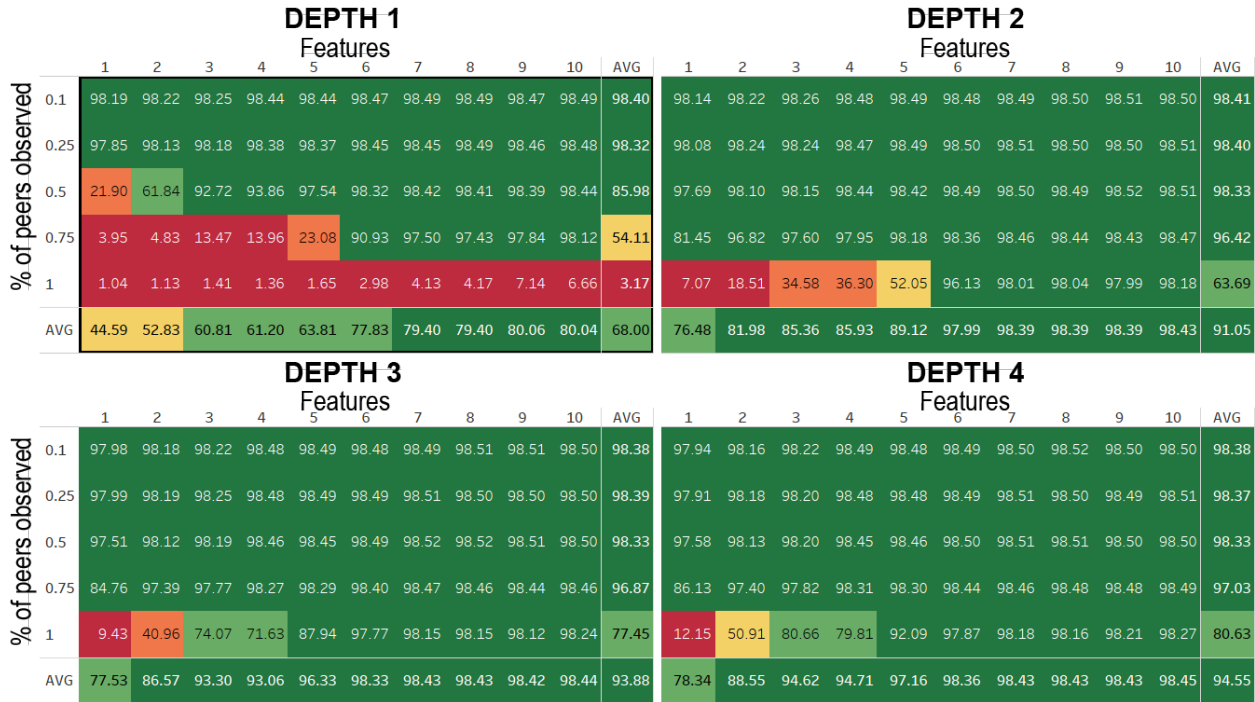 DEPTH 1
Features
1 2 3 4 5 6 7 8 9 10 AVG
% of peers observed
0.1 98.19 98.22 98.25 98.44 98.44 98.47 98.49 98.49 98.47 98.49 98.40
0.25 97.85 98.13 98.18 98.38 98.37 98.45 98.45 98.49 98.46 98.48 98.32
0.5 21.90 61.84 92.72 93.86 97.54 98.32 98.42 98.41 98.39 98.44 85.98
0.75 3.95 4.83 13.47 13.96 23.08 90.93 97.50 97.43 97.84 98.12 54.11
1 1.04 1.13 1.41 1.36 1.65 2.98 4.13 4.17 7.14 6.66 3.17
AVG 44.59 52.83 60.81 61.20 63.81 77.83 79.40 79.40 80.06 80.04 68.00
DEPTH 2
Features
1 2 3 4 5 6 7 8 9 10 AVG
98.14 98.22 98.26 98.48 98.49 98.48 98.49 98.50 98.51 98.50 98.41
98.08 98.24 98.24 98.47 98.49 98.50 98.51 98.50 98.50 98.51 98.40
97.69 98.10 98.15 98.44 98.42 98.49 98.50 98.49 98.52 98.51 98.33
81.45 96.82 97.60 97.95 98.18 98.36 98.46 98.44 98.43 98.47 96.42
7.07 18.51 34.58 36.30 52.05 96.13 98.01 98.04 97.99 98.18 63.69
76.48 81.98 85.36 85.93 89.12 97.99 98.39 98.39 98.39 98.43 91.05
DEPTH 3
Features
1 2 3 4 5 6 7 8 9 10 AVG
% of peers observed
0.1 97.98 98.18 98.22 98.48 98.49 98.48 98.49 98.51 98.51 98.50 98.38
0.25 97.99 98.19 98.25 98.48 98.49 98.49 98.51 98.50 98.50 98.50 98.39
0.5 97.51 98.12 98.19 98.46 98.45 98.49 98.52 98.52 98.51 98.50 98.33
0.75 84.76 97.39 97.77 98.27 98.29 98.40 98.47 98.46 98.44 98.46 96.87
1 9.43 40.96 74.07 71.63 87.94 97.77 98.15 98.15 98.12 98.24 77.45
AVG 77.53 86.57 93.30 93.06 96.33 98.33 98.43 98.43 98.42 98.44 93.88
DEPTH 4
Features
1 2 3 4 5 6 7 8 9 10 AVG
97.94 98.16 98.22 98.49 98.48 98.49 98.50 98.52 98.50 98.50 98.38
97.91 98.18 98.20 98.48 98.48 98.49 98.51 98.50 98.49 98.51 98.37
97.58 98.13 98.20 98.45 98.46 98.50 98.51 98.51 98.50 98.50 98.33
86.13 97.40 97.82 98.31 98.30 98.44 98.46 98.48 98.48 98.49 97.03
12.15 50.91 80.66 79.81 92.09 97.87 98.18 98.16 98.21 98.27 80.63
78.34 88.55 94.62 94.71 97.16 98.36 98.43 98.43 98.43 98.45 94.55